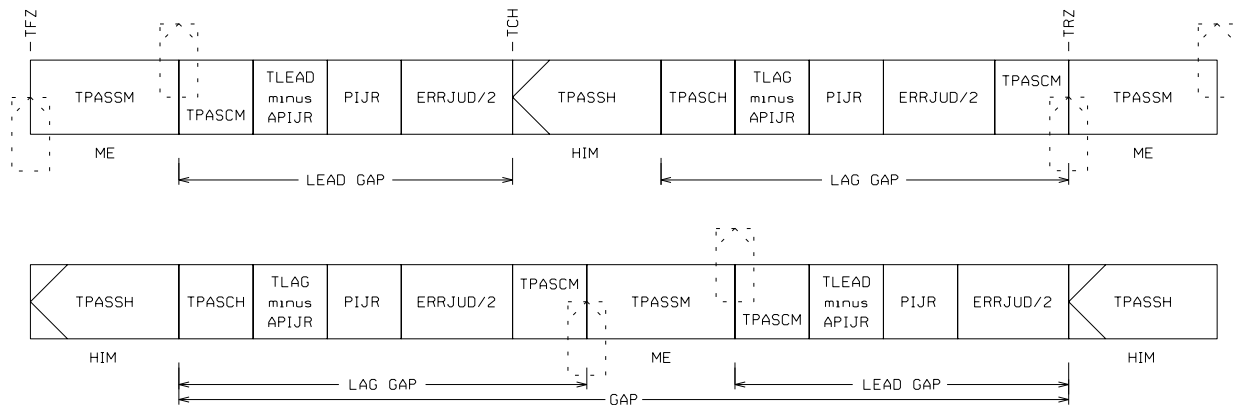 TFZ TCH TRZ
TPASSM TPASCM TLEAD minus APIJR PIJR ERRJUD/2 TPASSH TPASCH TLAG minus APIJR PIJR ERRJUD/2 TPASCM TPASSM
ME HIM ME
LEAD GAP LAG GAP
TPASSH TPASCH TLAG minus APIJR PIJR ERRJUD/2 TPASCM TPASSM TPASCM TLEAD minus APIJR PIJR ERRJUD/2 TPASSH
HIM ME HIM
LAG GAP LEAD GAP
GAP